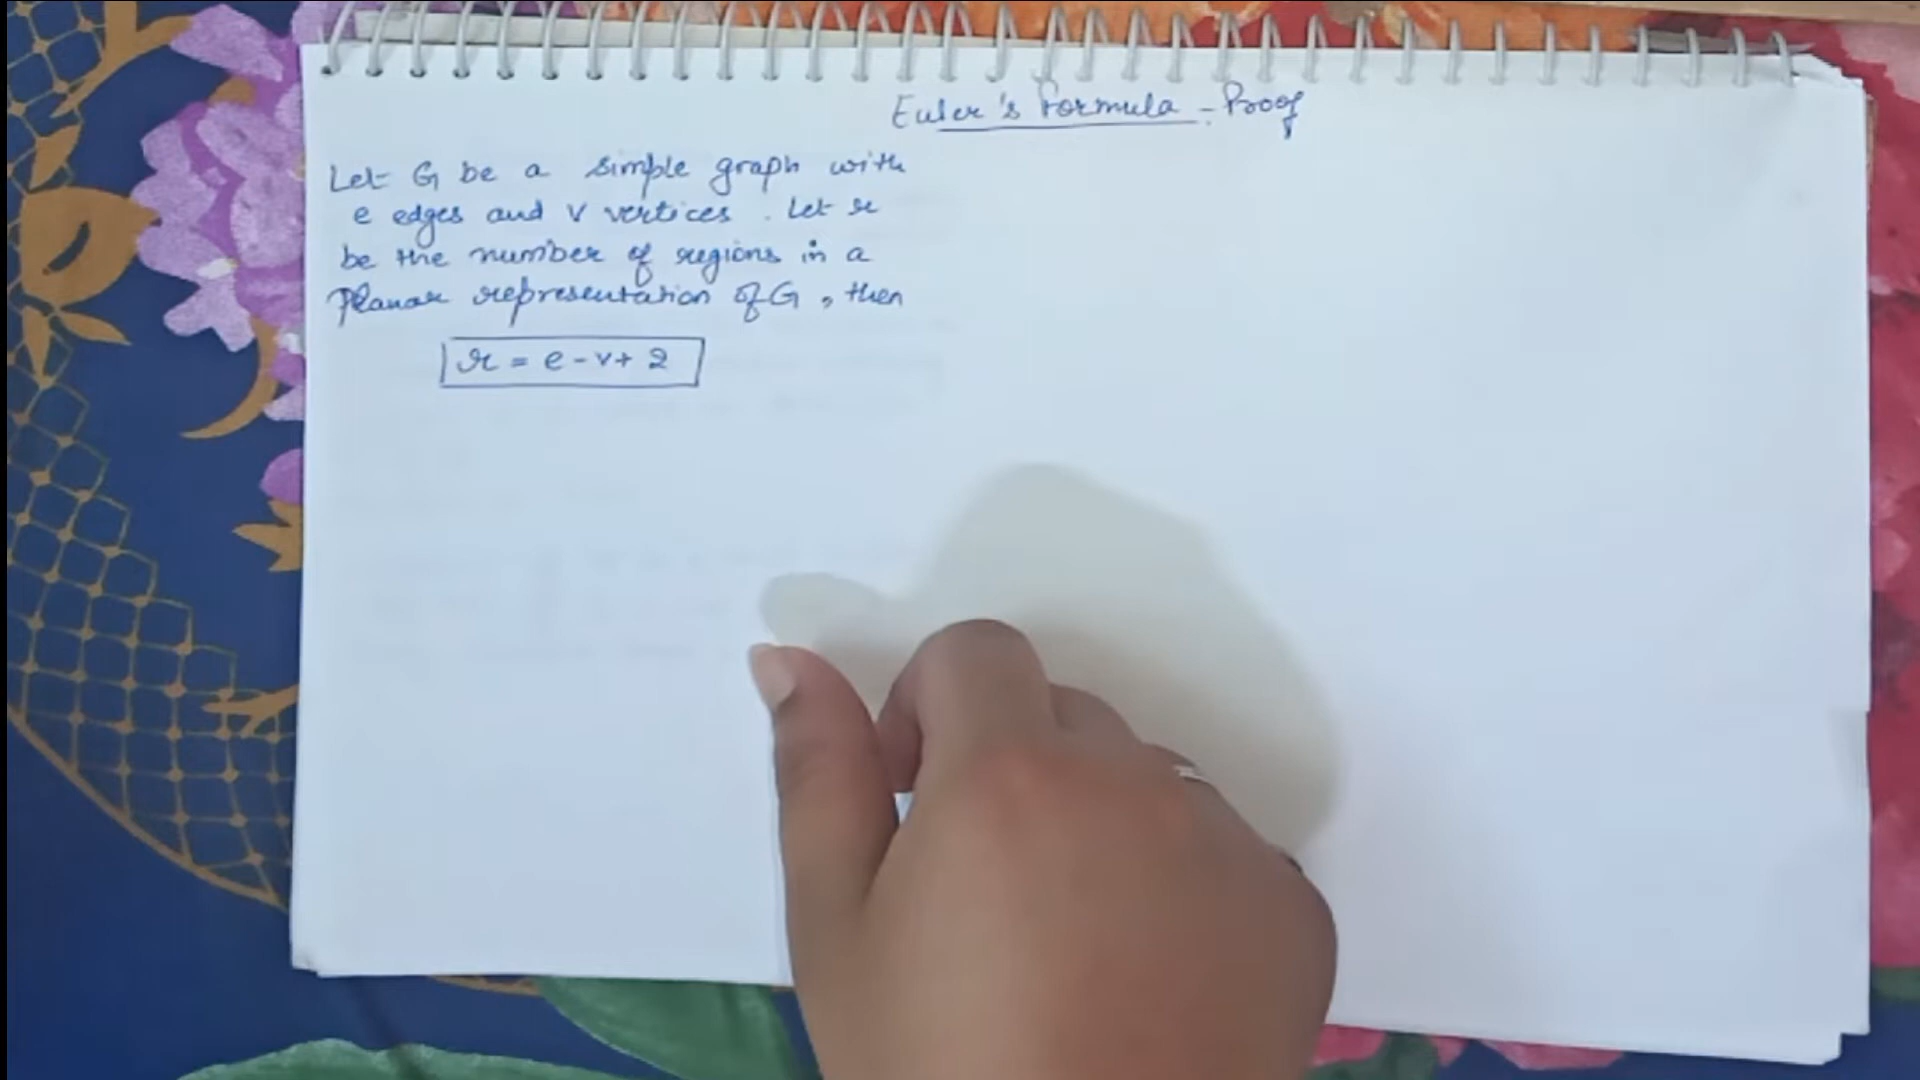 Euler's Formula - Proof
Let G be a simple graph with
e edges and v vertices. Let r
be the number of regions in a
Planar representation of G, then
r = e - v + 2